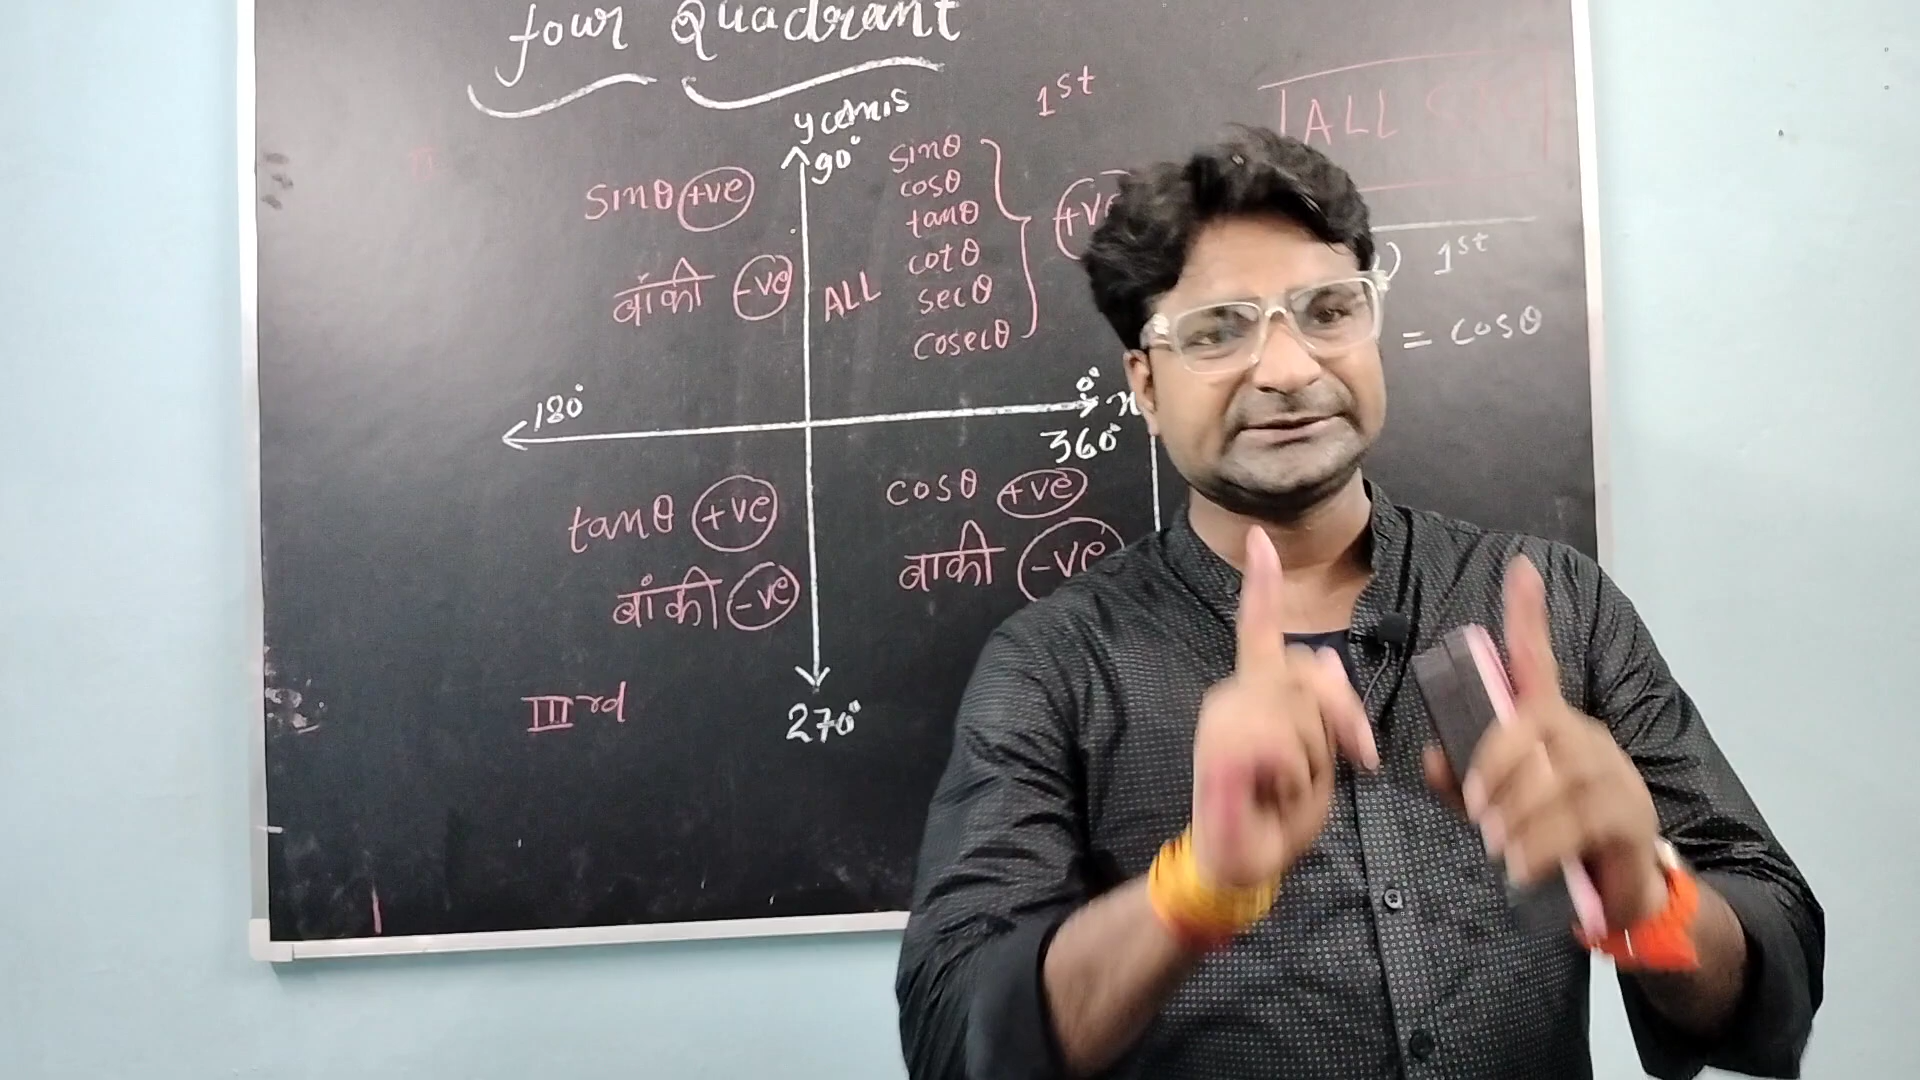 four Quadrant
y axis
90°
1st
sinθ
cosθ
tanθ
cotθ
secθ
cosecθ
+ve
ALL
II
sinθ +ve
बाँकी -ve
180°
0°
360°
tanθ +ve
बांकी -ve
IIIrd
cosθ +ve
बाकी -ve
270°
ALL
1st
= cosθ